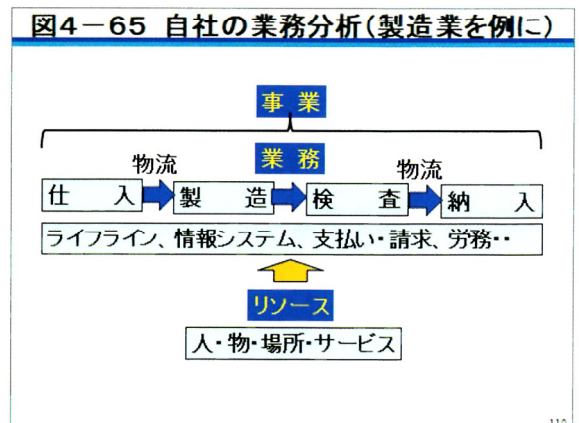 図4－65 自社の業務分析(製造業を例に)
事業
業務
物流
物流
仕入
製造
検査
納入
ライフライン、情報システム、支払い・請求、労務・・
リソース
人・物・場所・サービス